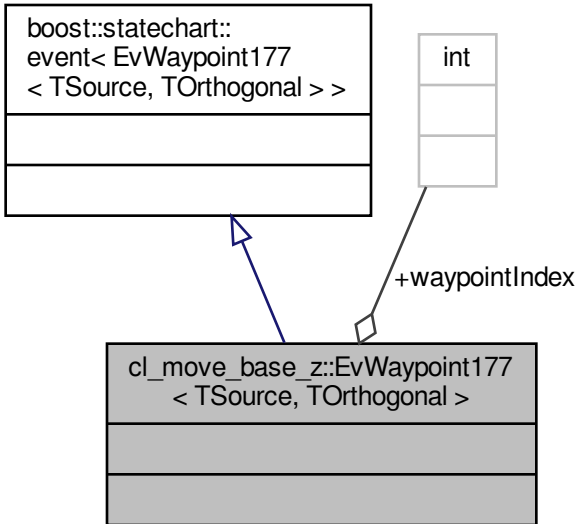 boost::statechart::
event< EvWaypoint177
< TSource, TOrthogonal > >
int
+waypointIndex
cl_move_base_z::EvWaypoint177
< TSource, TOrthogonal >